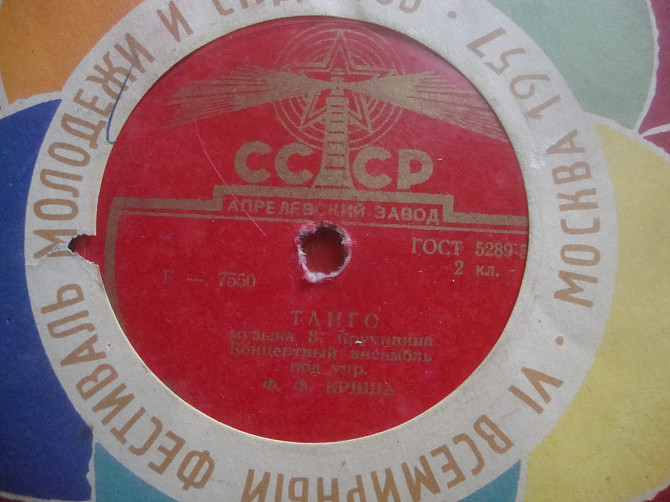 VI ВСЕМИРНЫЙ ФЕСТИВАЛЬ МОЛОДЕЖИ И
МОСКВА 1957
СССР
АПРЕЛЕВСКИЙ ЗАВОД
ГОСТ 5289-5
2 кл.
7550
ТАНГО
музыка В.
Концертный ансамбль
под упр.
Ф. Ф. КРИША